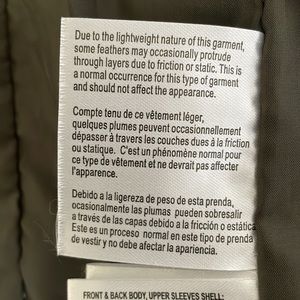 Due to the lightweight nature of this garment,
some feathers may occasionally protrude
through layers due to friction or static. This is
a normal occurrence for this type of garment
and should not affect the appearance.
Compte tenu de ce vêtement léger,
quelques plumes peuvent occasionnellement
dépasser à travers les couches dues à la friction
ou statique. C'est un phénomène normal pour
ce type de vêtement et ne devrait pas affecter
l'apparence.
Debido a la ligereza de peso de esta prenda,
ocasionalmente las plumas pueden sobresalir
a través de las capas debido a la fricción o estática.
Este es un proceso normal en este tipo de prenda
de vestir y no debe afectar la apariencia.
FRONT & BACK BODY, UPPER SLEEVES SHELL: